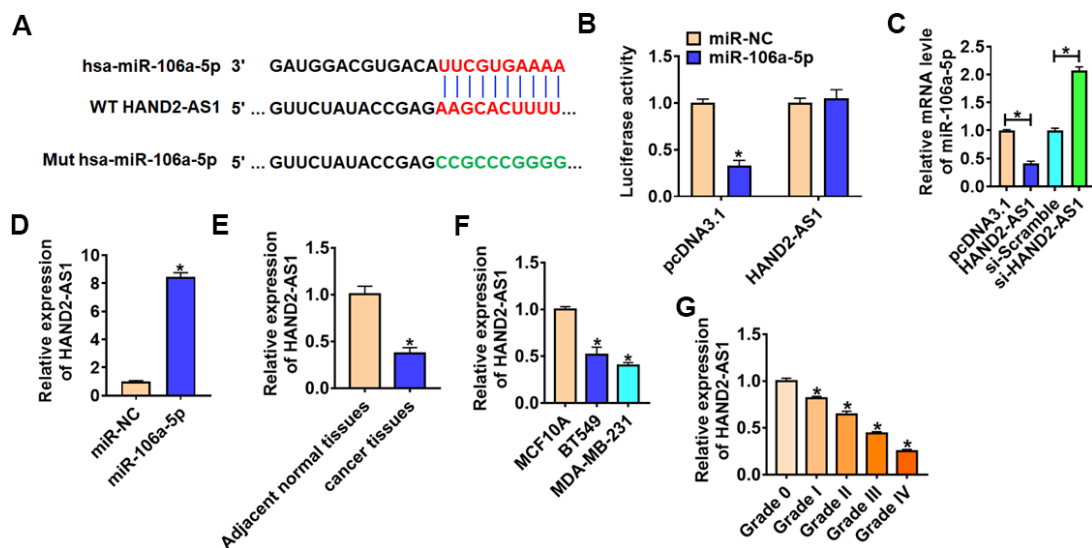 A
hsa-miR-106a-5p 3' GAUGGACGUGACAUUCGUGAAAA
WT HAND2-AS1 5' ... GUUCUAUACCGAGAAGCACUUUU...
Mut hsa-miR-106a-5p 5' ... GUUCUAUACCGAGCCGCCCGGGG...
B
miR-NC
miR-106a-5p
Luciferase activity
1.5
1.0
0.5
0.0
*
pcDNA3.1
HAND2-AS1
C
Relative mRNA levele
of miR-106a-5p
2.5
2.0
1.5
1.0
0.5
0.0
*
*
pcDNA3.1
HAND2-AS1
si-Scramble
si-HAND2-AS1
D
Relative expression
of HAND2-AS1
10
8
6
4
2
0
*
miR-NC
miR-106a-5p
E
Relative expression
of HAND2-AS1
1.5
1.0
0.5
0.0
*
Adjacent normal tissues
cancer tissues
F
Relative expression
of HAND2-AS1
1.5
1.0
0.5
0.0
*
*
MCF10A
BT549
MDA-MB-231
G
Relative expression
of HAND2-AS1
1.5
1.0
0.5
0.0
*
*
*
*
Grade 0
Grade I
Grade II
Grade III
Grade IV